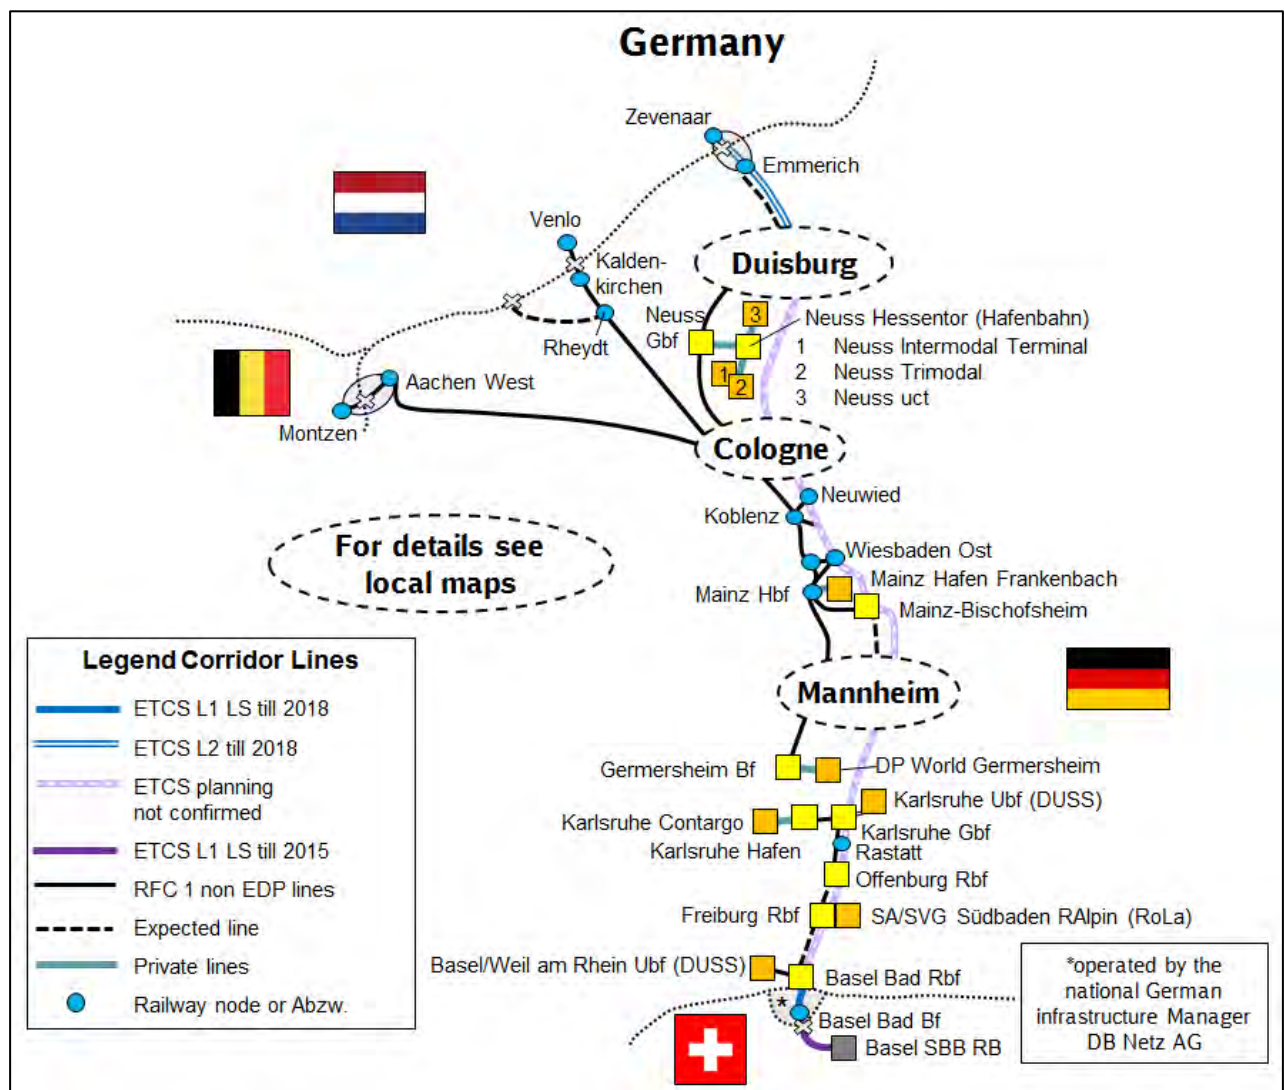 Germany
Zevenaar
Emmerich
Venlo
Kalden-
kirchen
Duisburg
Neuss
Gbf
3
Neuss Hessentor (Hafenbahn)
Rheydt
1 Neuss Intermodal Terminal
1
2
2 Neuss Trimodal
3 Neuss uct
Aachen West
Montzen
Cologne
Neuwied
Koblenz
For details see
local maps
Wiesbaden Ost
Mainz Hafen Frankenbach
Mainz Hbf
Mainz-Bischofsheim
Mannheim
Legend Corridor Lines
ETCS L1 LS till 2018
ETCS L2 till 2018
ETCS planning
not confirmed
ETCS L1 LS till 2015
RFC 1 non EDP lines
Expected line
Private lines
Railway node or Abzw.
Germersheim Bf
DP World Germersheim
Karlsruhe Ubf (DUSS)
Karlsruhe Contargo
Karlsruhe Gbf
Karlsruhe Hafen
Rastatt
Offenburg Rbf
Freiburg Rbf
SA/SVG Südbaden RAlpin (RoLa)
Basel/Weil am Rhein Ubf (DUSS)
Basel Bad Rbf
*
Basel Bad Bf
Basel SBB RB
*operated by the
national German
infrastructure Manager
DB Netz AG